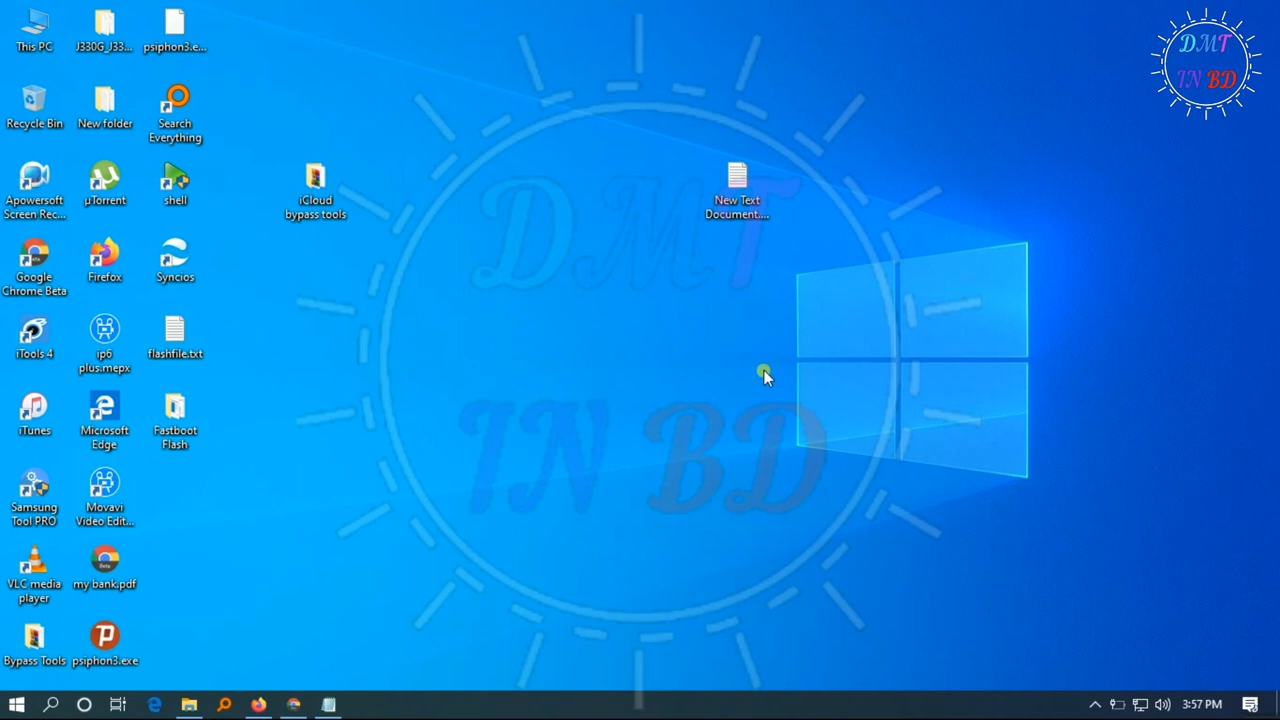 This PC
J330G_J33...
psiphon3.e...
DMT
IN BD
Recycle Bin
New folder
Search
Everything
Apowersoft
Screen Rec...
µTorrent
shell
iCloud
bypass tools
New Text
Document....
DMT
Google
Chrome Beta
Firefox
Syncios
iTools 4
ip6
plus.mepx
flashfile.txt
iTunes
Microsoft
Edge
Fastboot
Flash
IN BD
Samsung
Tool PRO
Movavi
Video Edit...
VLC media
player
my bank.pdf
Bypass Tools
psiphon3.exe
3:57 PM